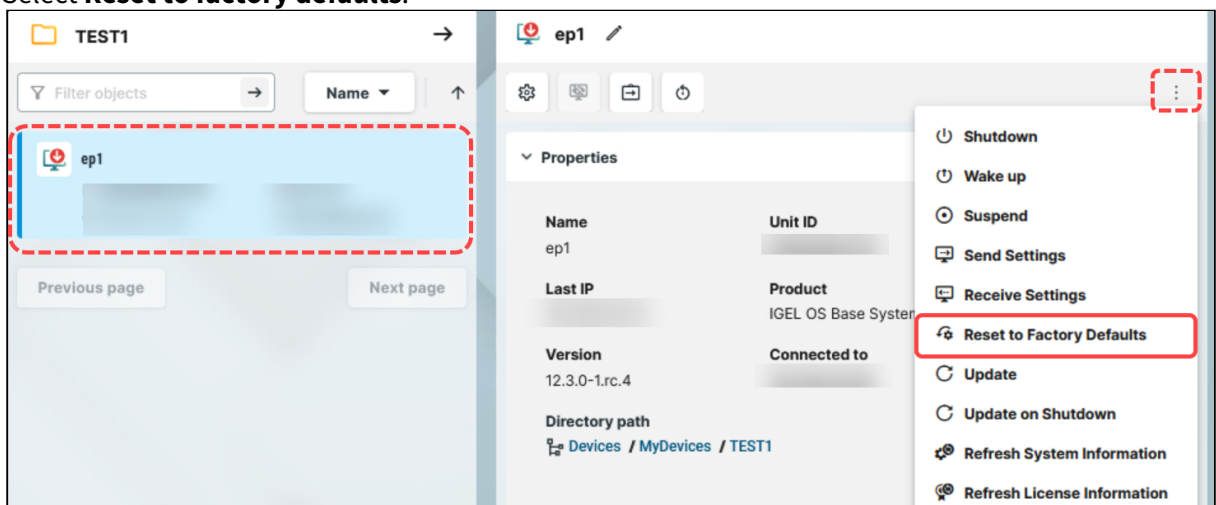 Select Reset to factory defaults.
TEST1
Filter objects
Name
ep1
Previous page
Next page
ep1
Properties
Name
Unit ID
ep1
Last IP
Product
IGEL OS Base System
Version
Connected to
12.3.0-1.rc.4
Directory path
Devices / MyDevices / TEST1
Shutdown
Wake up
Suspend
Send Settings
Receive Settings
Reset to Factory Defaults
Update
Update on Shutdown
Refresh System Information
Refresh License Information